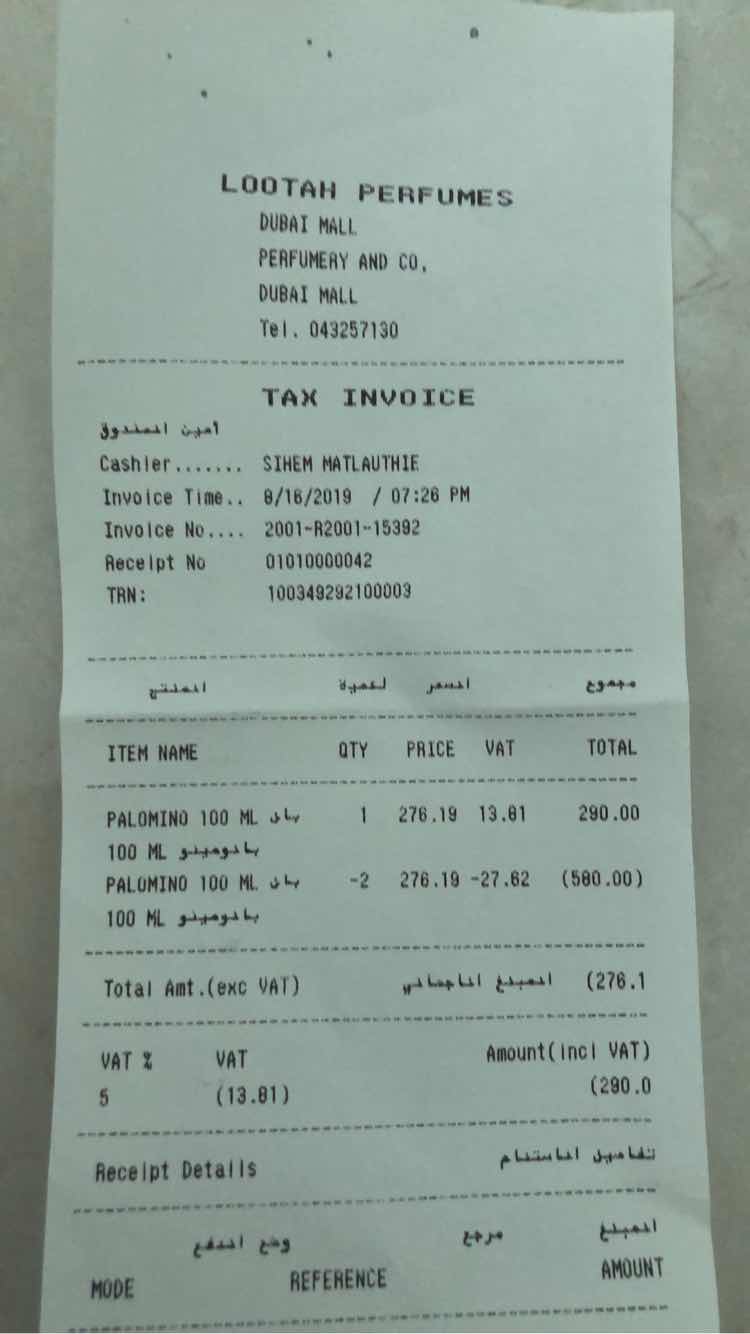 LOOTAH PERFUMES
DUBAI MALL
PERFUMERY AND CO,
DUBAI MALL
Tel. 043257130
TAX INVOICE
أمين الصندوق
Cashier....... SIHEM MATLAUTHIE
Invoice Time.. 8/16/2019 / 07:26 PM
Invoice No.... 2001-R2001-15392
Receipt No 01010000042
TRN: 100349292100003
المنتج لكمية السعر مجموع
ITEM NAME QTY PRICE VAT TOTAL
PALOMINO 100 ML بال 1 276.19 13.81 290.00
100 ML بالومينو
PALOMINO 100 ML بال -2 276.19 -27.62 (580.00)
100 ML بالومينو
Total Amt.(exc VAT) المبلغ الاجمالي (276.1
VAT % VAT Amount(incl VAT)
5 (13.81) (290.0
Receipt Details تفاصيل الاستلام
وضع الدفع مرجع المبلغ
MODE REFERENCE AMOUNT